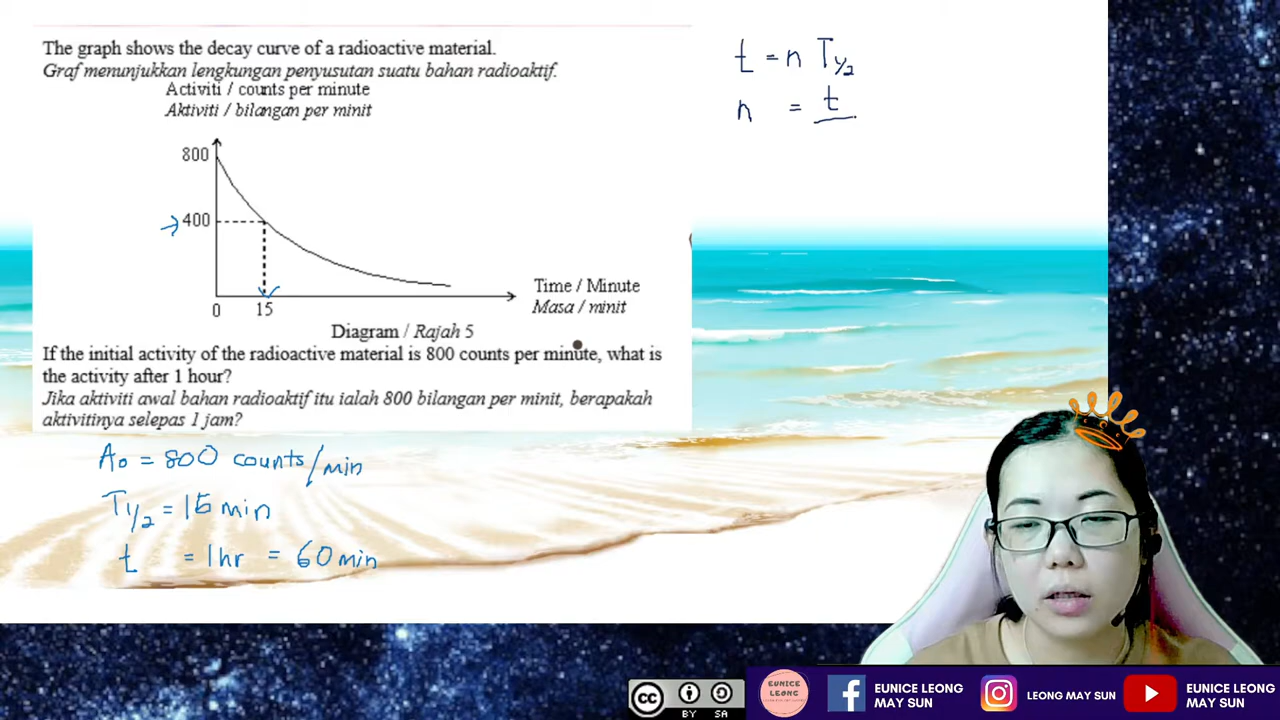 The graph shows the decay curve of a radioactive material.
Graf menunjukkan lengkungan penyusutan suatu bahan radioaktif.
Activiti / counts per minute
Aktiviti / bilangan per minit
800
400
0
15
Time / Minute
Masa / minit
Diagram / Rajah 5
If the initial activity of the radioactive material is 800 counts per minute, what is
the activity after 1 hour?
Jika aktiviti awal bahan radioaktif itu ialah 800 bilangan per minit, berapakah
aktivitinya selepas 1 jam?
A0 = 800 counts/min
T1/2 = 15 min
t = 1hr = 60min
t = n T1/2
n = t
cc
BY SA
EUNICE
LEONG
EUNICE LEONG
MAY SUN
LEONG MAY SUN
EUNICE LEONG
MAY SUN